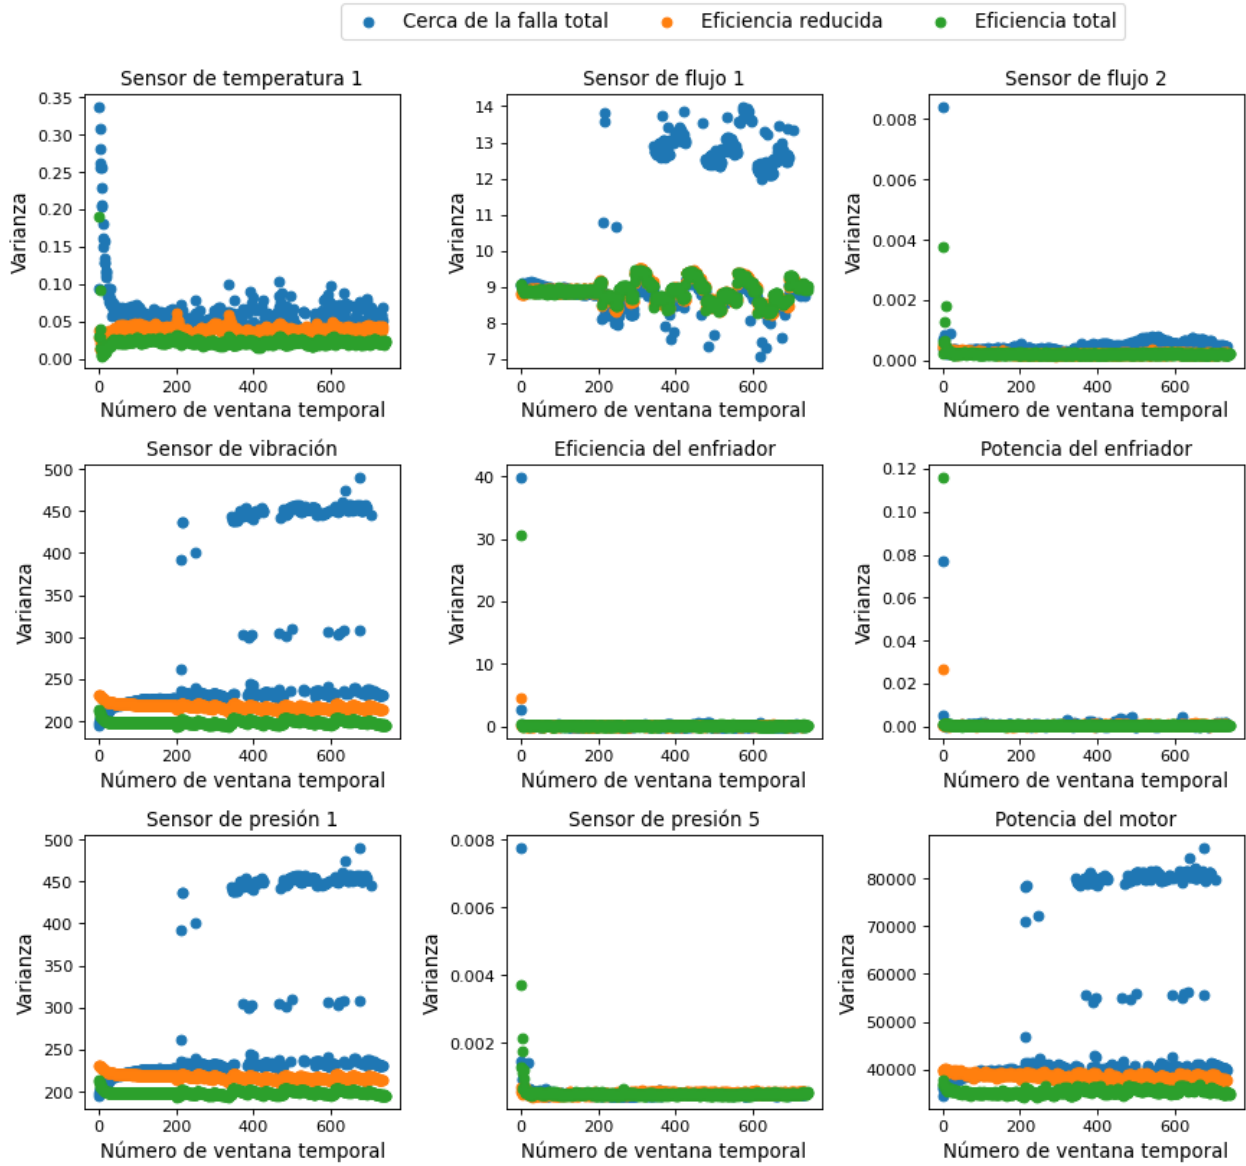 Cerca de la falla total Eficiencia reducida Eficiencia total
Sensor de temperatura 1 Sensor de flujo 1 Sensor de flujo 2
Varianza Varianza Varianza
0.35 0.30 0.25 0.20 0.15 0.10 0.05 0.00
14 13 12 11 10 9 8 7
0.008 0.006 0.004 0.002 0.000
0 200 400 600 0 200 400 600 0 200 400 600
Número de ventana temporal Número de ventana temporal Número de ventana temporal
Sensor de vibración Eficiencia del enfriador Potencia del enfriador
Varianza Varianza Varianza
500 450 400 350 300 250 200
40 30 20 10 0
0.12 0.10 0.08 0.06 0.04 0.02 0.00
0 200 400 600 0 200 400 600 0 200 400 600
Número de ventana temporal Número de ventana temporal Número de ventana temporal
Sensor de presión 1 Sensor de presión 5 Potencia del motor
Varianza Varianza Varianza
500 450 400 350 300 250 200
0.008 0.006 0.004 0.002
80000 70000 60000 50000 40000
0 200 400 600 0 200 400 600 0 200 400 600
Número de ventana temporal Número de ventana temporal Número de ventana temporal